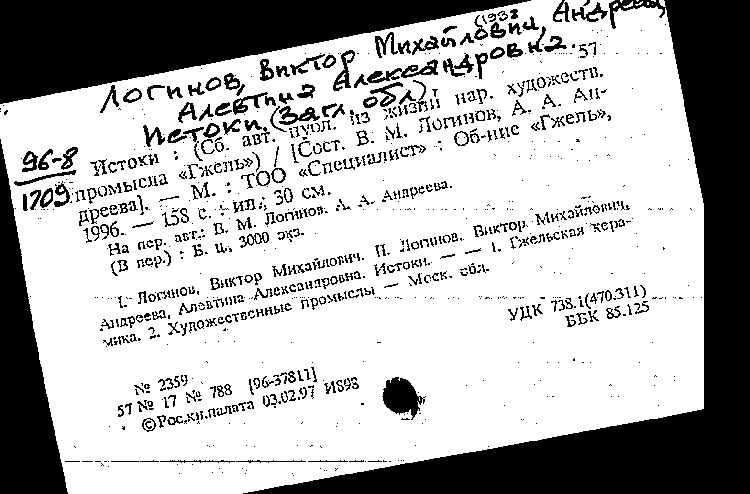 Логинов, Виктор Михайлович, (1938 Андреева,
Алевтина Александровна.
Истоки. (Загл. обл.) 57
96-8
1709
Истоки : (Сб. авт. публ. из жизни нар. художеств.
промысла «Гжель») / [Сост. В. М. Логинов, А. А. Ан-
дреева]. — М. : ТОО «Специалист» : Об-ние «Гжель»,
1996. — 158 с. : ил.; 30 см.
На пер. авт.: В. М. Логинов, А. А. Андреева.
(В пер.) : Б. ц., 3000 экз.
I. Логинов, Виктор Михайлович. II. Логинов, Виктор Михайлович,
Андреева, Алевтина Александровна. Истоки. — — 1. Гжельская кера-
мика. 2. Художественные промыслы — Моск. обл.
УДК 738.1(470.311)
ББК 85.125
№ 2359
57 № 17 № 788 [96-37811]
©Рос.кн.палата 03.02.97 И898